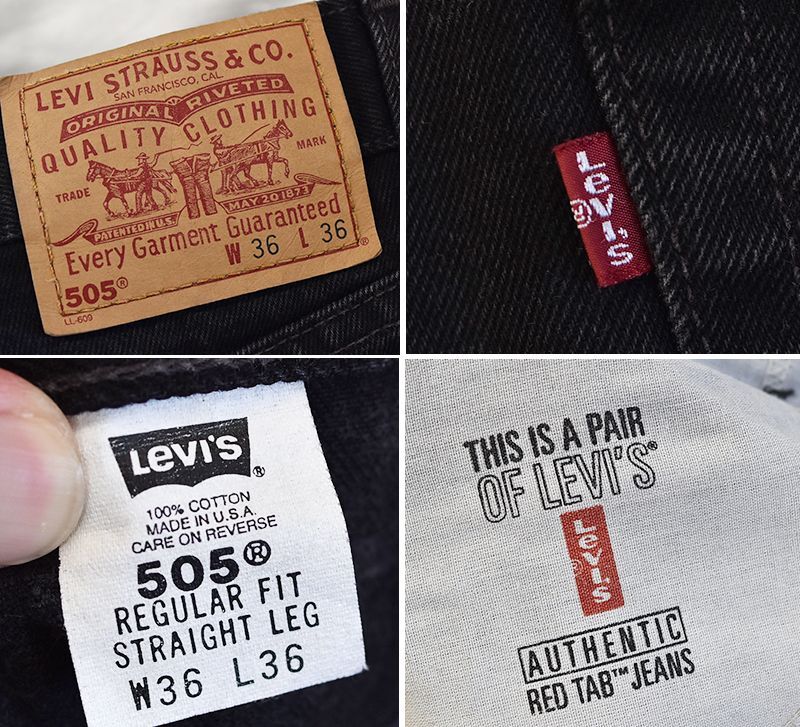 LEVI STRAUSS & CO.
SAN FRANCISCO, CAL.
ORIGINAL RIVETED
QUALITY CLOTHING
TRADE MARK
PATENTED IN U.S. MAY 20 1873
Every Garment Guaranteed
W 36 L 36 ®
505®
LL-609
LEVI'S
®
LEVI'S®
100% COTTON
MADE IN U.S.A.
CARE ON REVERSE
505®
REGULAR FIT
STRAIGHT LEG
W36 L36
THIS IS A PAIR
OF LEVI'S®
LEVI'S
AUTHENTIC
RED TAB™ JEANS